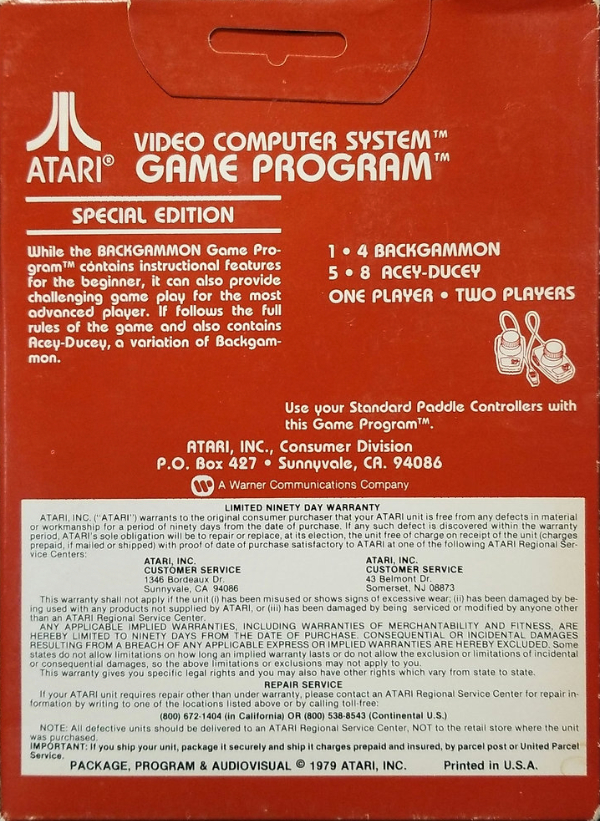 ATARI®
VIDEO COMPUTER SYSTEM™
GAME PROGRAM™
SPECIAL EDITION
While the BACKGAMMON Game Pro-
gram™ contains instructional features
for the beginner, it can also provide
challenging game play for the most
advanced player. If follows the full
rules of the game and also contains
Acey-Ducey, a variation of Backgam-
mon.
1 • 4 BACKGAMMON
5 • 8 ACEY-DUCEY
ONE PLAYER • TWO PLAYERS
Use your Standard Paddle Controllers with
this Game Program™.
ATARI, INC., Consumer Division
P.O. Box 427 • Sunnyvale, CA. 94086
A Warner Communications Company
LIMITED NINETY DAY WARRANTY
ATARI, INC. ("ATARI") warrants to the original consumer purchaser that your ATARI unit is free from any defects in material
or workmanship for a period of ninety days from the date of purchase. If any such defect is discovered within the warranty
period, ATARI's sole obligation will be to repair or replace, at its election, the unit free of charge on receipt of the unit (charges
prepaid, if mailed or shipped) with proof of date of purchase satisfactory to ATARI at one of the following ATARI Regional Ser-
vice Centers:
ATARI, INC.
CUSTOMER SERVICE
1346 Bordeaux Dr.
Sunnyvale, CA 94086
ATARI, INC.
CUSTOMER SERVICE
43 Belmont Dr.
Somerset, NJ 08873
This warranty shall not apply if the unit (i) has been misused or shows signs of excessive wear; (ii) has been damaged by be-
ing used with any products not supplied by ATARI, or (iii) has been damaged by being serviced or modified by anyone other
than an ATARI Regional Service Center.
ANY APPLICABLE IMPLIED WARRANTIES, INCLUDING WARRANTIES OF MERCHANTABILITY AND FITNESS, ARE
HEREBY LIMITED TO NINETY DAYS FROM THE DATE OF PURCHASE. CONSEQUENTIAL OR INCIDENTAL DAMAGES
RESULTING FROM A BREACH OF ANY APPLICABLE EXPRESS OR IMPLIED WARRANTIES ARE HEREBY EXCLUDED. Some
states do not allow limitations on how long an implied warranty lasts or do not allow the exclusion or limitations of incidental
or consequential damages, so the above limitations or exclusions may not apply to you.
This warranty gives you specific legal rights and you may also have other rights which vary from state to state.
REPAIR SERVICE
If your ATARI unit requires repair other than under warranty, please contact an ATARI Regional Service Center for repair in-
formation by writing to one of the locations listed above or by calling toll-free:
(800) 672-1404 (in California) OR (800) 538-8543 (Continental U.S.)
NOTE: All defective units should be delivered to an ATARI Regional Service Center, NOT to the retail store where the unit
was purchased.
IMPORTANT: If you ship your unit, package it securely and ship it charges prepaid and insured, by parcel post or United Parcel
Service.
PACKAGE, PROGRAM & AUDIOVISUAL © 1979 ATARI, INC. Printed in U.S.A.